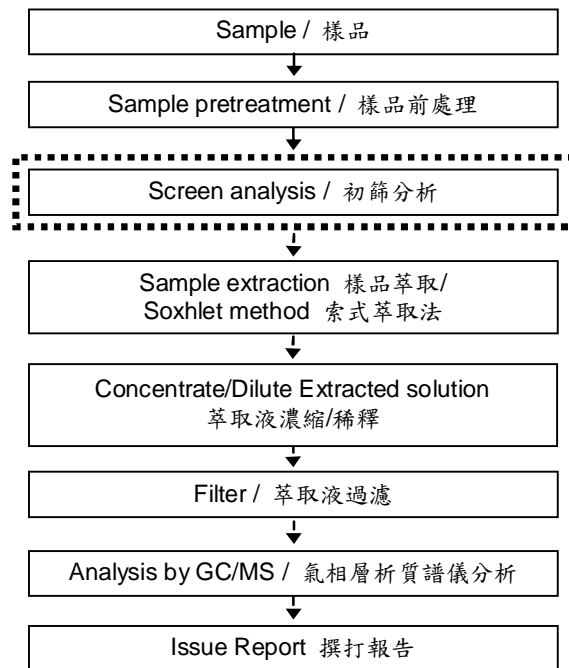 Sample / 樣品
Sample pretreatment / 樣品前處理
Screen analysis / 初篩分析
Sample extraction 樣品萃取/
Soxhlet method 索式萃取法
Concentrate/Dilute Extracted solution
萃取液濃縮/稀釋
Filter / 萃取液過濾
Analysis by GC/MS / 氣相層析質譜儀分析
Issue Report 撰打報告